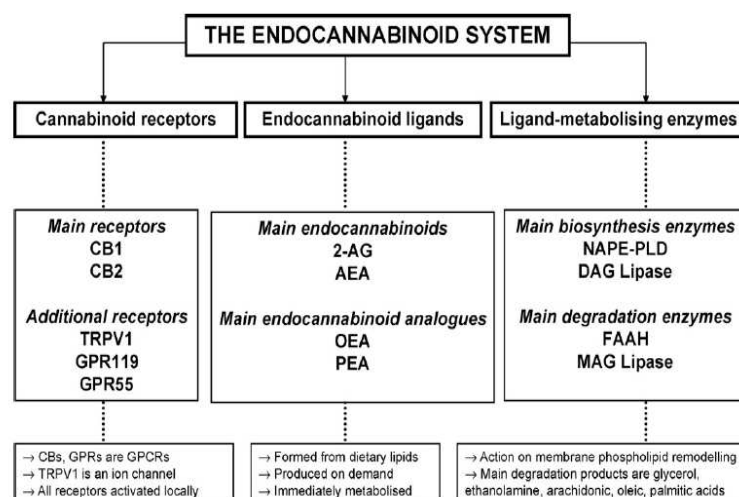 THE ENDOCANNABINOID SYSTEM
Cannabinoid receptors
Endocannabinoid ligands
Ligand-metabolising enzymes
Main receptors
CB1
CB2
Additional receptors
TRPV1
GPR119
GPR55
Main endocannabinoids
2-AG
AEA
Main endocannabinoid analogues
OEA
PEA
Main biosynthesis enzymes
NAPE-PLD
DAG Lipase
Main degradation enzymes
FAAH
MAG Lipase
→ CBs, GPRs are GPCRs
→ TRPV1 is an ion channel
→ All receptors activated locally
→ Formed from dietary lipids
→ Produced on demand
→ Immediately metabolised
→ Action on membrane phospholipid remodelling
→ Main degradation products are glycerol,
ethanolamine, arachidonic, oleic, palmitic acids